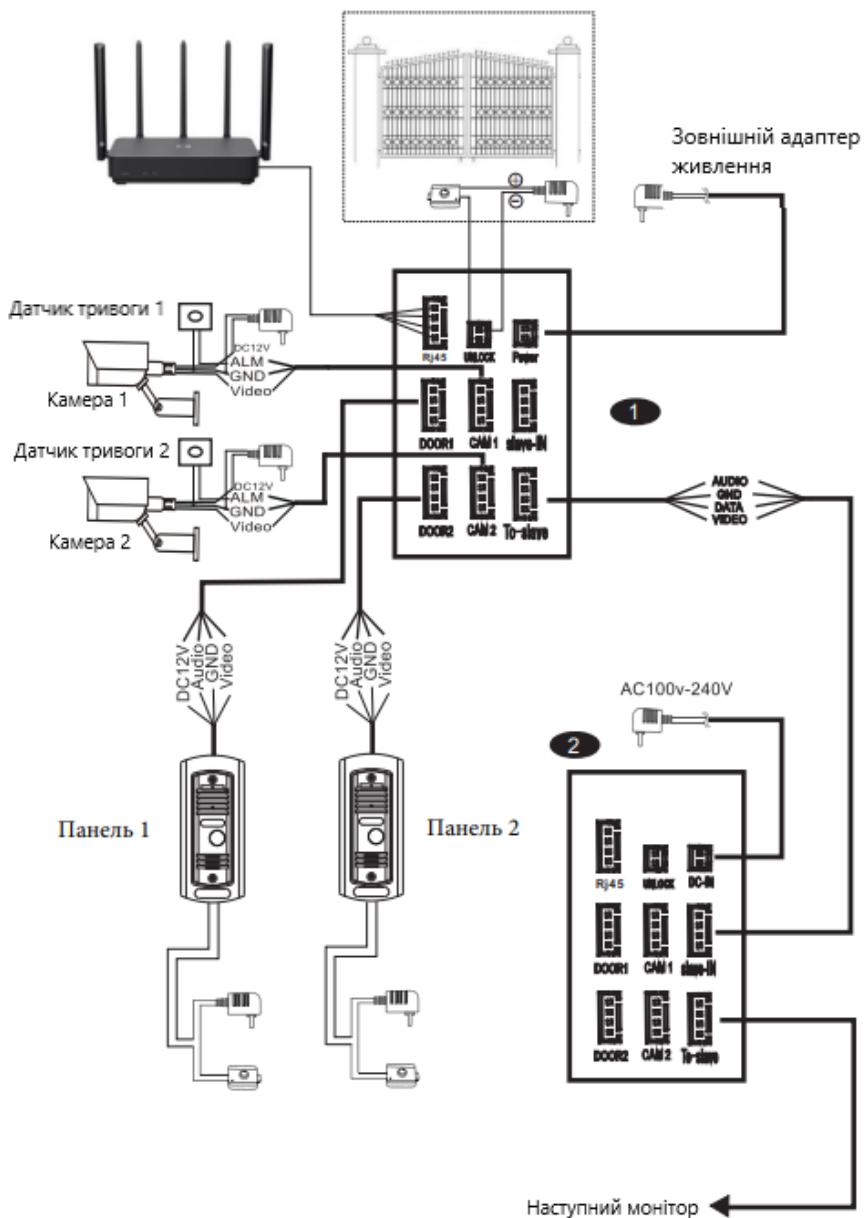 Зовнішній адаптер
живлення
Датчик тривоги 1
DC12V
ALM
GND
Video
Камера 1
Rj45
UNLOCK
Power
DOOR1
CAM 1
slave-IN
1
Датчик тривоги 2
DC12V
ALM
GND
Video
Камера 2
DOOR2
CAM 2
To-slave
AUDIO
GND
DATA
VIDEO
DC12V
Audio
GND
Video
DC12V
Audio
GND
Video
AC100v-240V
2
Панель 1
Панель 2
Rj45
UNLOCK
DC-IN
DOOR1
CAM 1
slave-IN
DOOR2
CAM 2
To-slave
Наступний монітор